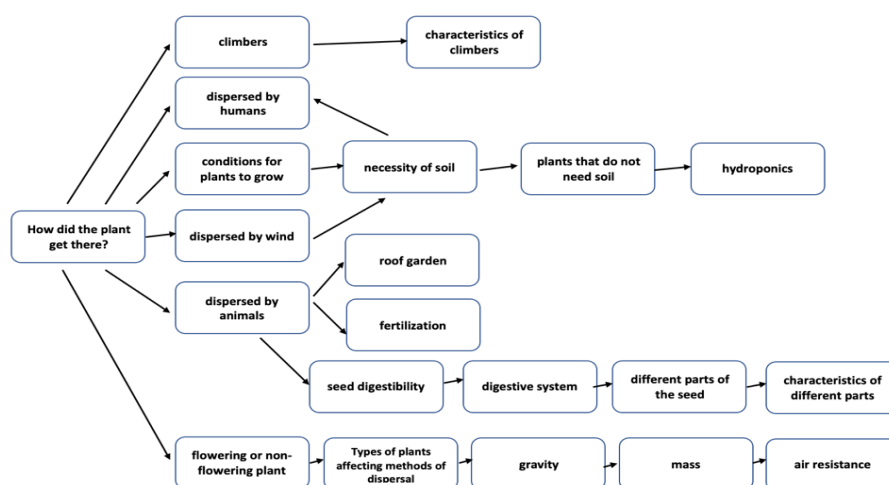 climbers
characteristics of
climbers
dispersed by
humans
conditions for
plants to grow
necessity of soil
plants that do not
need soil
hydroponics
How did the plant
get there?
dispersed by wind
roof garden
dispersed by
animals
fertilization
seed digestibility
digestive system
different parts of
the seed
characteristics of
different parts
flowering or non-
flowering plant
Types of plants
affecting methods of
dispersal
gravity
mass
air resistance